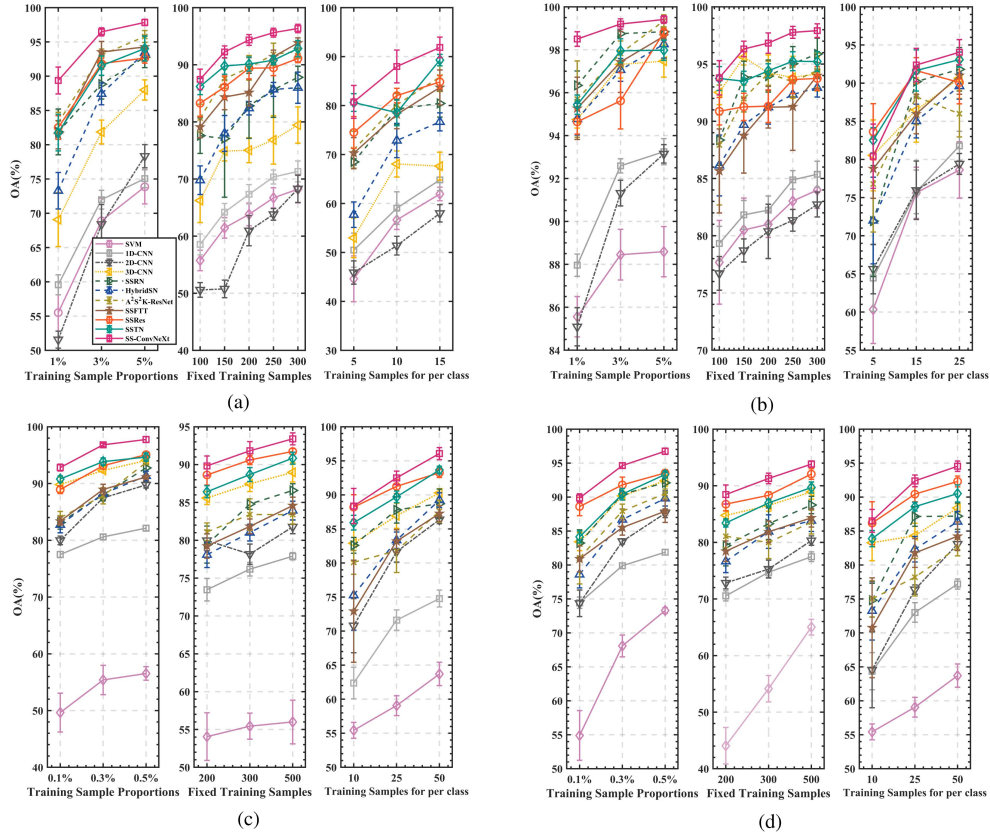 OA(%)
100
95
90
85
80
75
70
65
60
55
50
1% 3% 5%
Training Sample Proportions
SVM
1D-CNN
2D-CNN
3D-CNN
SSRN
HybridSN
A²S²K-ResNet
SSFTT
SSRes
SSTN
SS-ConvNeXt
100
90
80
70
60
50
40
100 150 200 250 300
Fixed Training Samples
100
90
80
70
60
50
40
30
5 10 15
Training Samples for per class
(a)
OA(%)
100
98
96
94
92
90
88
86
84
1% 3% 5%
Training Sample Proportions
100
95
90
85
80
75
70
100 150 200 250 300
Fixed Training Samples
100
95
90
85
80
75
70
65
60
55
5 15 25
Training Samples for per class
(b)
OA(%)
100
90
80
70
60
50
40
0.1% 0.3% 0.5%
Training Sample Proportions
95
90
85
80
75
70
65
60
55
50
200 300 500
Fixed Training Samples
100
95
90
85
80
75
70
65
60
55
50
10 25 50
Training Samples for per class
(c)
OA(%)
100
95
90
85
80
75
70
65
60
55
50
0.1% 0.3% 0.5%
Training Sample Proportions
100
90
80
70
60
50
40
200 300 500
Fixed Training Samples
100
95
90
85
80
75
70
65
60
55
50
10 25 50
Training Samples for per class
(d)